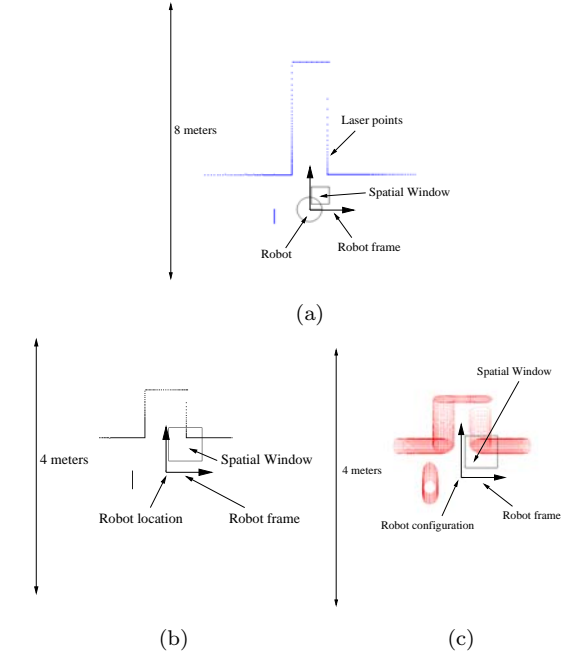 8 meters
Laser points
Spatial Window
Robot
Robot frame
(a)
4 meters
Spatial Window
Robot location
Robot frame
(b)
Spatial Window
4 meters
Robot configuration
Robot frame
(c)